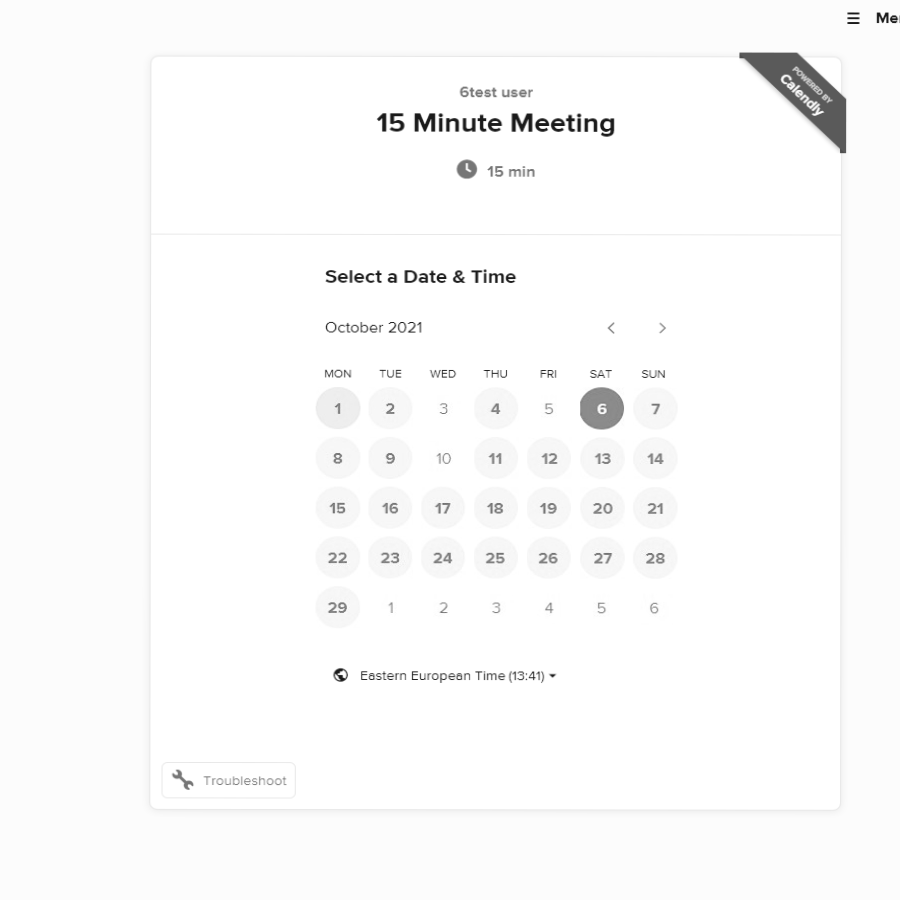 ☰ Me
POWERED BY
Calendly
6test user
15 Minute Meeting
15 min
Select a Date & Time
October 2021
MON TUE WED THU FRI SAT SUN
1 2 3 4 5 6 7
8 9 10 11 12 13 14
15 16 17 18 19 20 21
22 23 24 25 26 27 28
29 1 2 3 4 5 6
Eastern European Time (13:41)
Troubleshoot